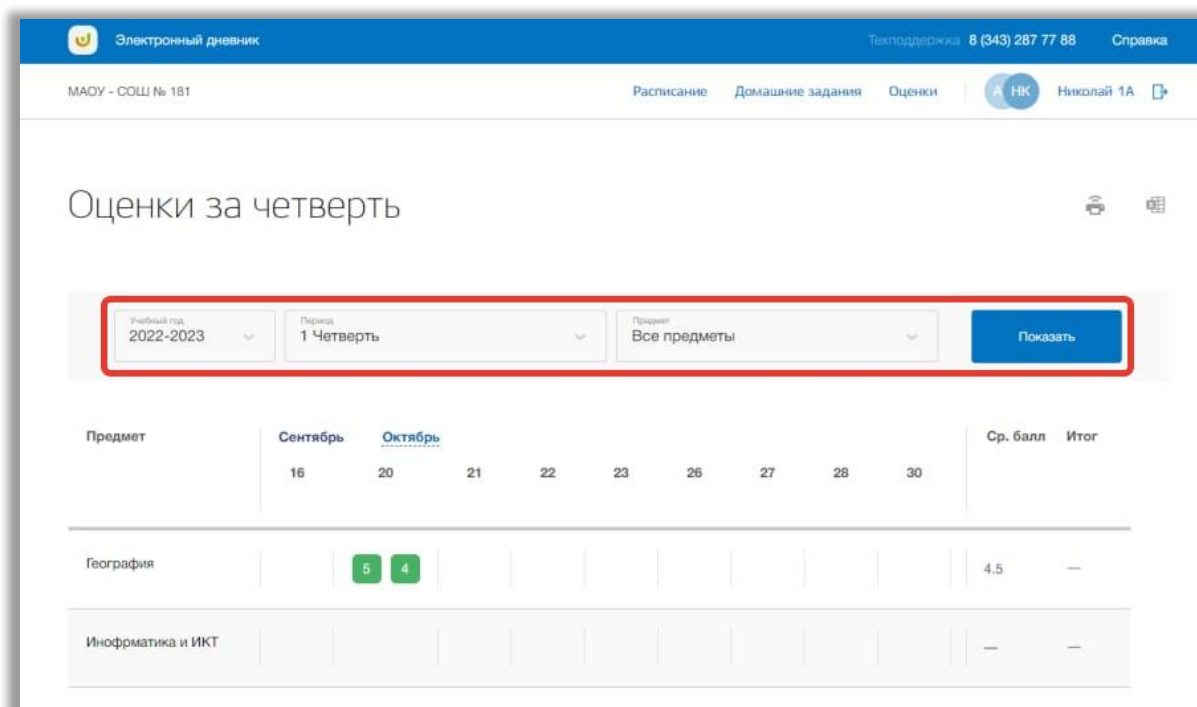 Электронный дневник Техподдержка 8 (343) 287 77 88 Справка
МАОУ - СОШ № 181 Расписание Домашние задания Оценки А НК Николай 1А
Оценки за четверть
Учебный год Период Предмет
2022-2023 1 Четверть Все предметы Показать
Предмет Сентябрь Октябрь Ср. балл Итог
16 20 21 22 23 26 27 28 30
География 5 4 4.5 —
Инофрматика и ИКТ — —